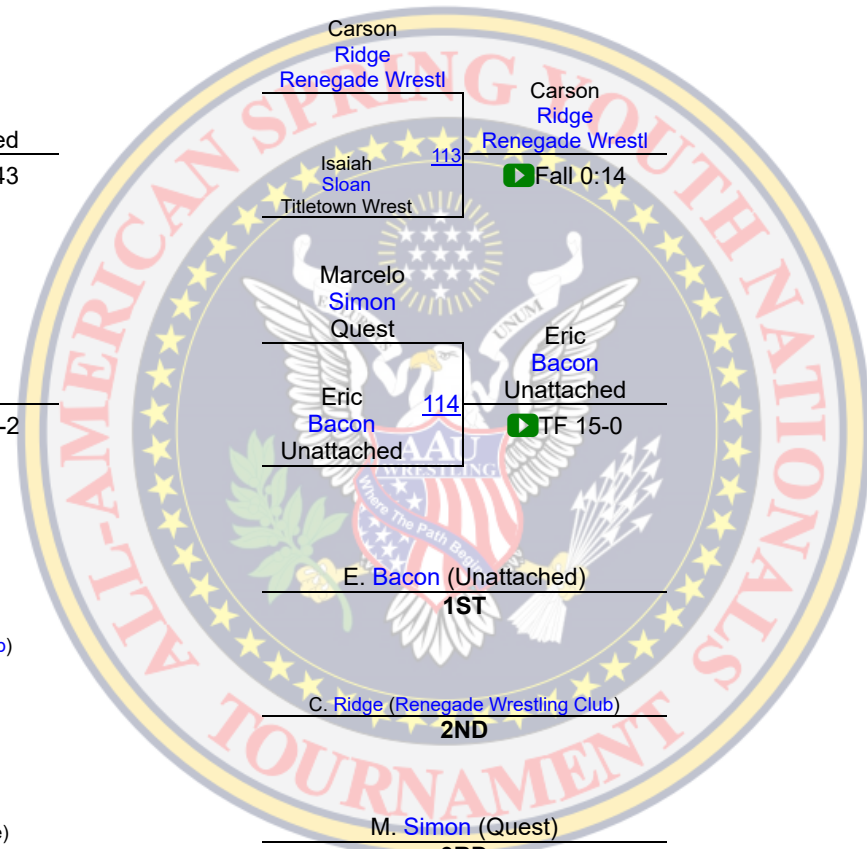 Carson
Ridge
Renegade Wrestl
Carson
Ridge
Renegade Wrestl
113
Fall 0:14
Isaiah
Sloan
Titletown Wrest
ed
43
Marcelo
Simon
Quest
Eric
Bacon
Unattached
114
TF 15-0
Eric
Bacon
Unattached
-2
E. Bacon (Unattached)
1ST
C. Ridge (Renegade Wrestling Club)
2ND
M. Simon (Quest)
ALL-AMERICAN SPRING YOUTH NATIONALS
TOURNAMENT
UNUM
AAU
WRESTLING
Where The Path Begins